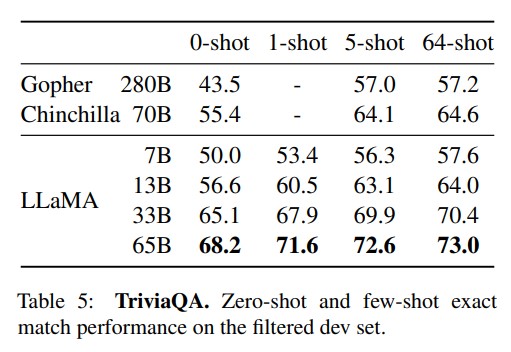 0-shot 1-shot 5-shot 64-shot
Gopher 280B 43.5 - 57.0 57.2
Chinchilla 70B 55.4 - 64.1 64.6
7B 50.0 53.4 56.3 57.6
13B 56.6 60.5 63.1 64.0
LLaMA
33B 65.1 67.9 69.9 70.4
65B 68.2 71.6 72.6 73.0
Table 5: TriviaQA. Zero-shot and few-shot exact
match performance on the filtered dev set.